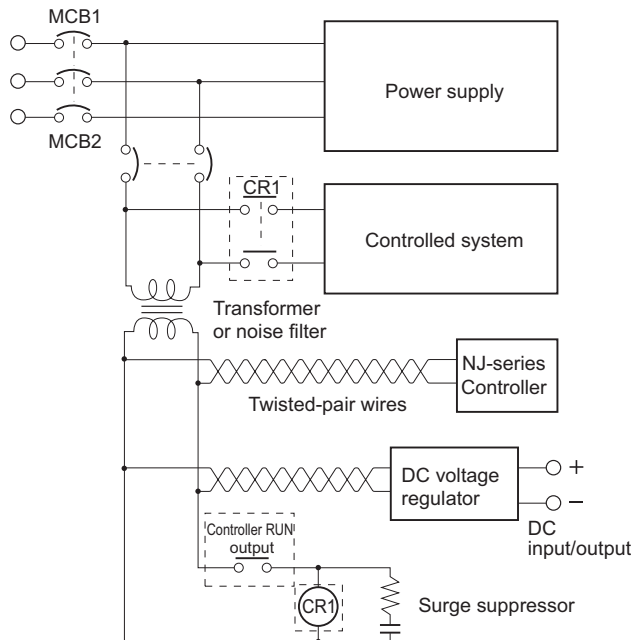 MCB1
Power supply
MCB2
CR1
Controlled system
Transformer
or noise filter
NJ-series
Controller
Twisted-pair wires
DC voltage
regulator
+
−
DC
input/output
Controller RUN
output
CR1
Surge suppressor